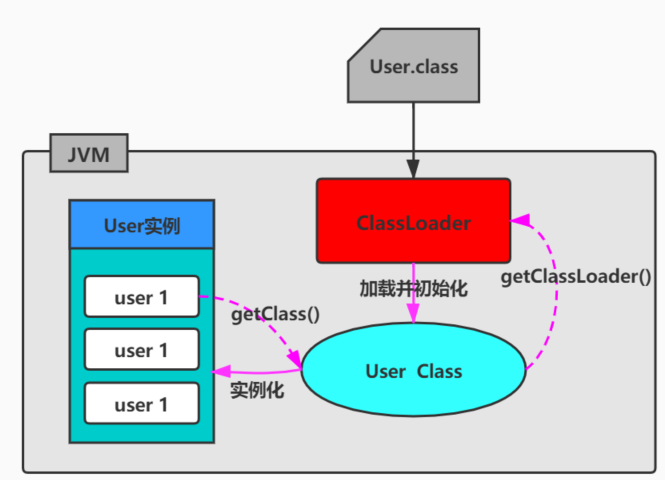 User.class
JVM
ClassLoader
User实例
加载并初始化
getClassLoader()
user 1
getClass()
user 1
User Class
实例化
user 1